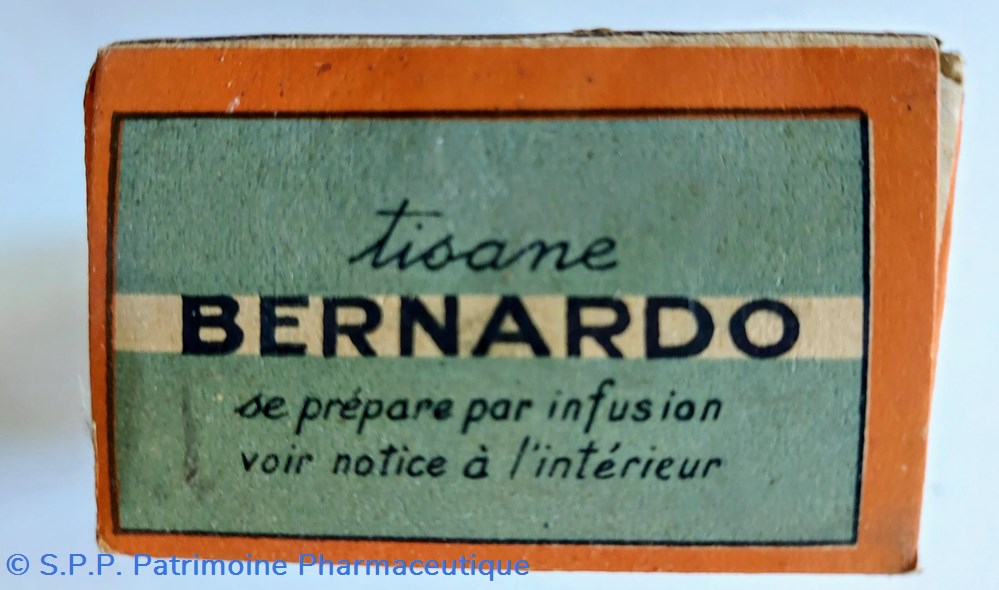 tisane
BERNARDO
se prépare par infusion
voir notice à l'intérieur
© S.P.P. Patrimoine Pharmaceutique